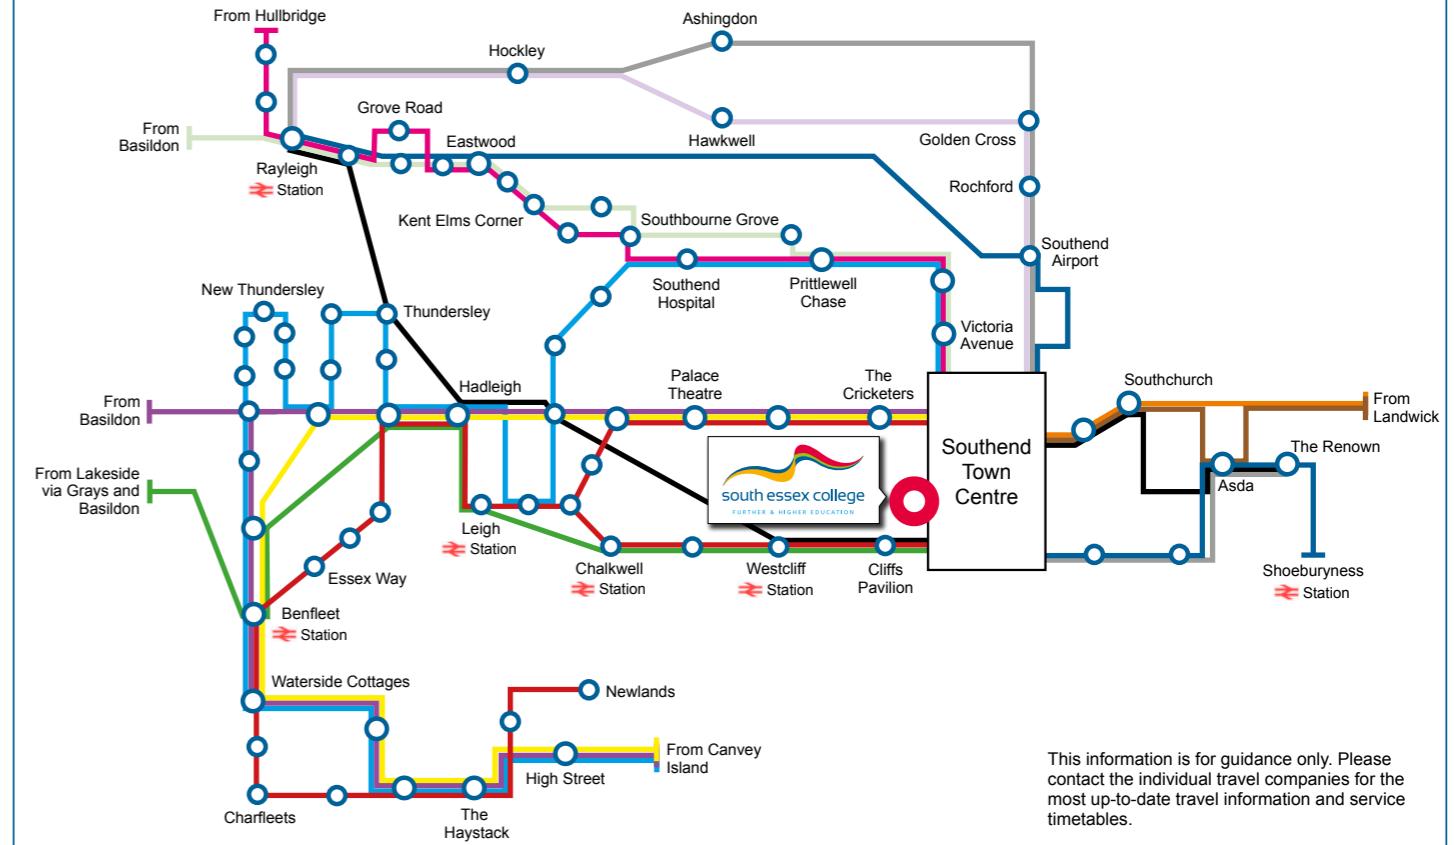 From Hullbridge
Ashingdon
Hockley
Grove Road
From
Basildon
Eastwood
Hawkwell
Golden Cross
Rayleigh
Station
Rochford
Kent Elms Corner
Southbourne Grove
Southend
Airport
New Thundersley
Southend
Hospital
Prittlewell
Chase
Thundersley
Victoria
Avenue
From
Basildon
Hadleigh
Palace
Theatre
The
Cricketers
Southchurch
From
Landwick
From Lakeside
via Grays and
Basildon
south essex college
FURTHER & HIGHER EDUCATION
Southend
Town
Centre
The Renown
Asda
Leigh
Station
Essex Way
Chalkwell
Station
Westcliff
Station
Cliffs
Pavilion
Shoeburyness
Station
Benfleet
Station
Waterside Cottages
Newlands
From Canvey
Island
High Street
Charfleets
The
Haystack
This information is for guidance only. Please
contact the individual travel companies for the
most up-to-date travel information and service
timetables.